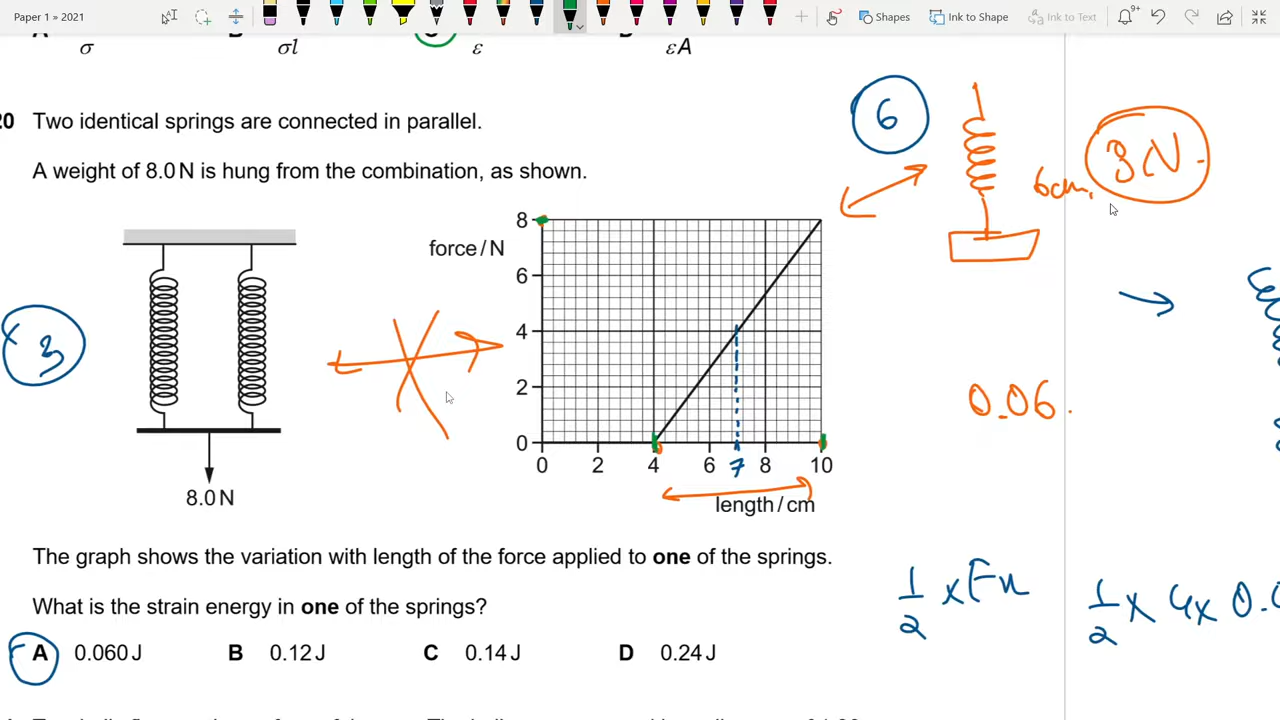 Paper 1 » 2021
Shapes
Ink to Shape
Ink to Text
9+
σ
σl
ε
εA
20 Two identical springs are connected in parallel.
A weight of 8.0 N is hung from the combination, as shown.
6
6cm,
3N.
force / N
8
6
4
2
0
0 2 4 6 7 8 10
length / cm
8.0 N
3
0.06.
The graph shows the variation with length of the force applied to one of the springs.
What is the strain energy in one of the springs?
1/2 x Fx
1/2 x 4x 0.0
A 0.060 J B 0.12 J C 0.14 J D 0.24 J